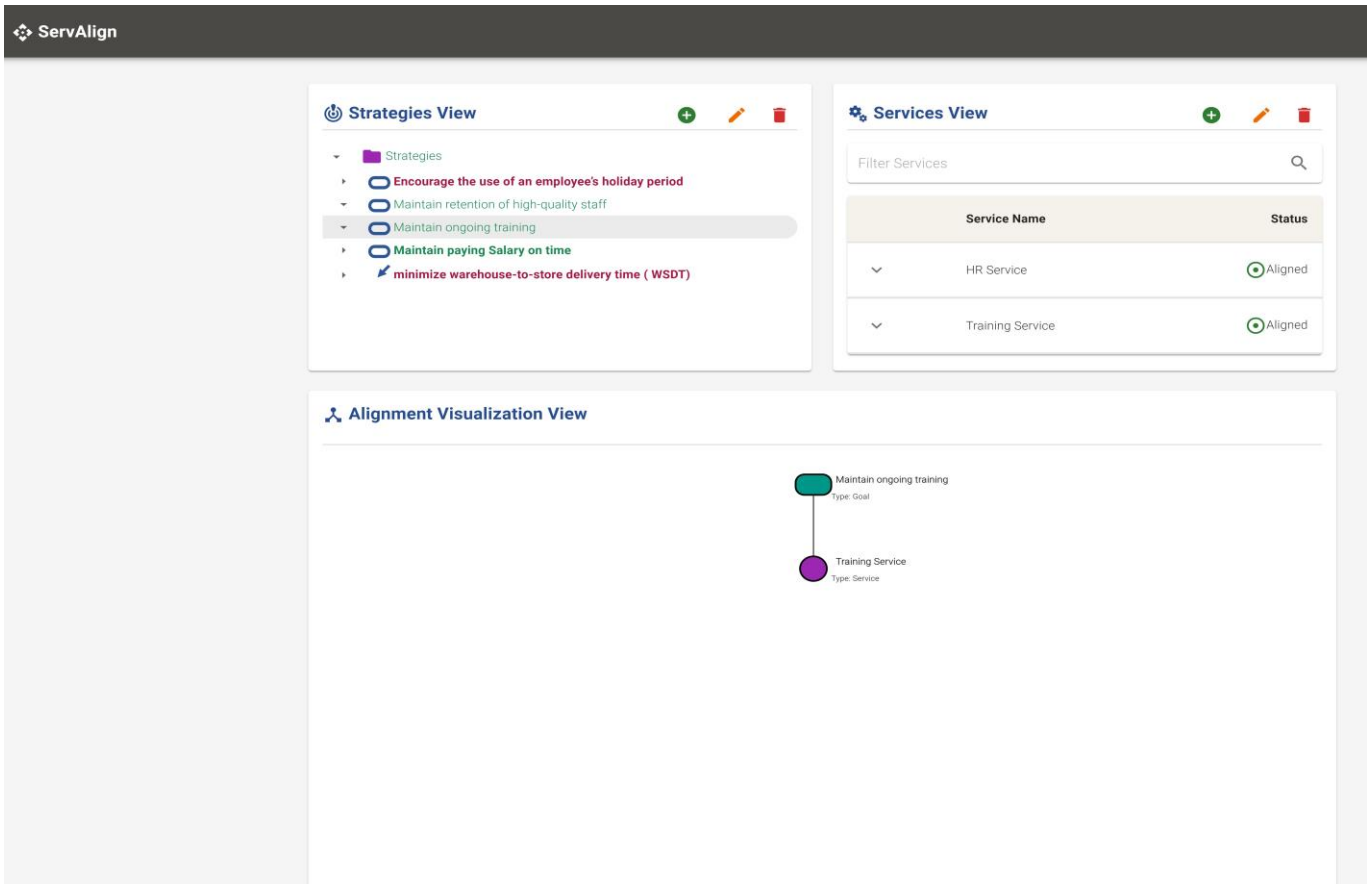 ServAlign
Strategies View
Strategies
Encourage the use of an employee's holiday period
Maintain retention of high-quality staff
Maintain ongoing training
Maintain paying Salary on time
minimize warehouse-to-store delivery time ( WSDT)
Services View
Filter Services
Service Name Status
HR Service Aligned
Training Service Aligned
Alignment Visualization View
Maintain ongoing training
Type: Goal
Training Service
Type: Service